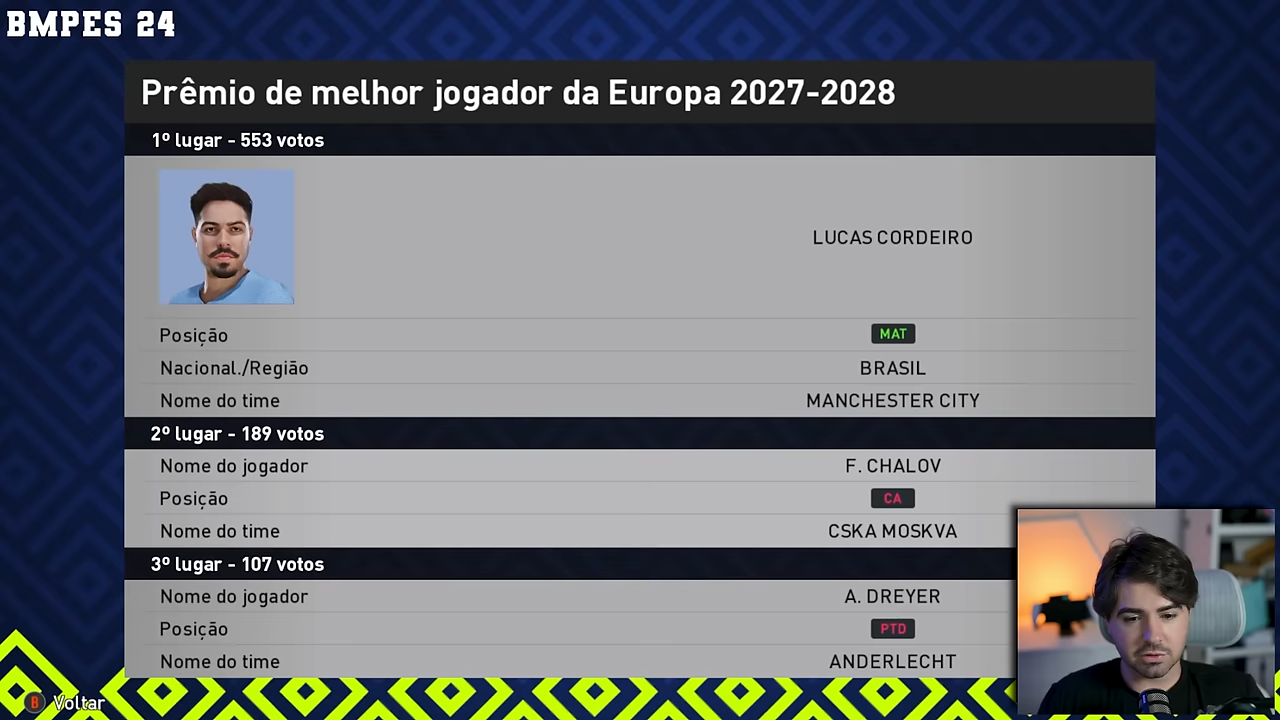 BMPES 24
Prêmio de melhor jogador da Europa 2027-2028
1º lugar - 553 votos
LUCAS CORDEIRO
Posição MAT
Nacional./Região BRASIL
Nome do time MANCHESTER CITY
2º lugar - 189 votos
Nome do jogador F. CHALOV
Posição CA
Nome do time CSKA MOSKVA
3º lugar - 107 votos
Nome do jogador A. DREYER
Posição PTD
Nome do time ANDERLECHT
B Voltar